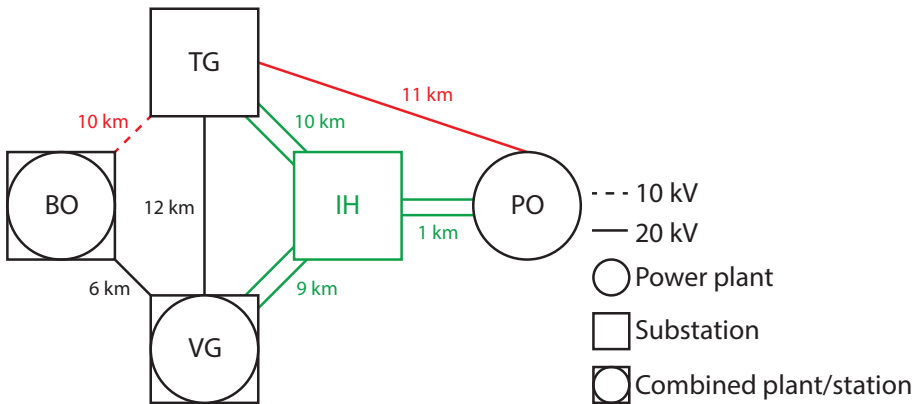 TG
11 km
10 km
10 km
BO
12 km
IH
PO
1 km
6 km
9 km
VG
10 kV
20 kV
Power plant
Substation
Combined plant/station